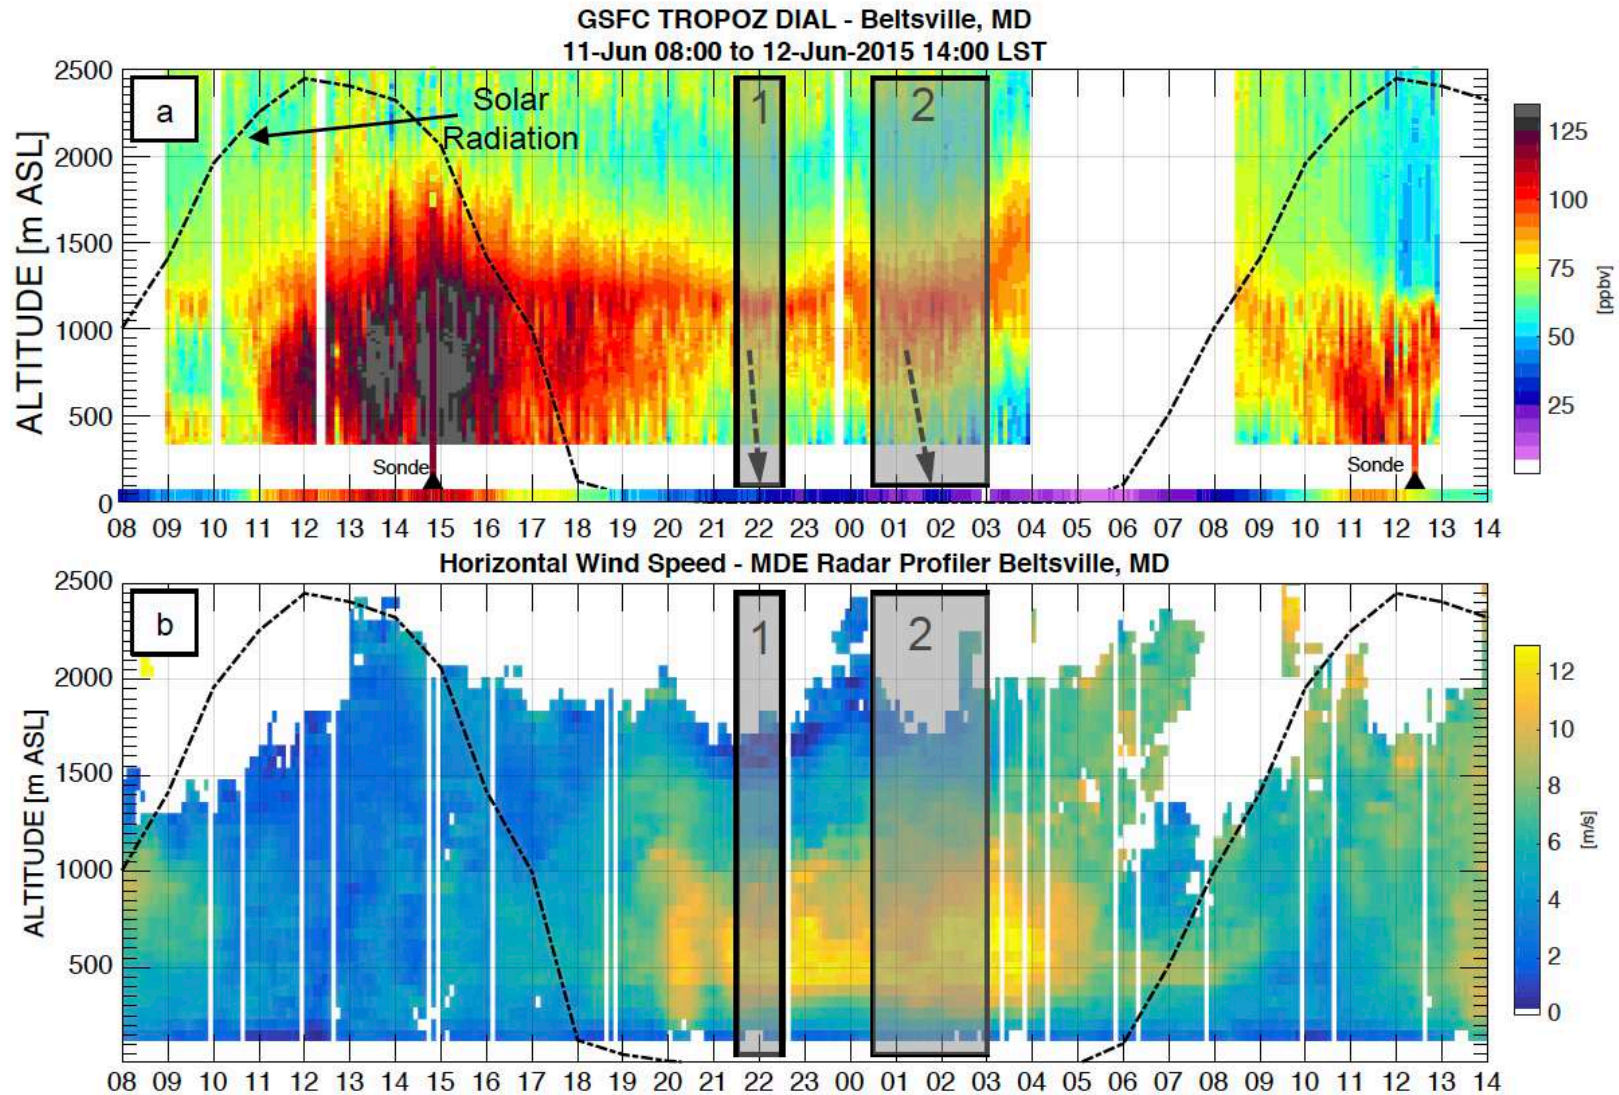 GSFC TROPOZ DIAL - Beltsville, MD
11-Jun 08:00 to 12-Jun-2015 14:00 LST
a
Solar
Radiation
1
2
ALTITUDE [m ASL]
2500
2000
1500
1000
500
0
Sonde
Sonde
08 09 10 11 12 13 14 15 16 17 18 19 20 21 22 23 00 01 02 03 04 05 06 07 08 09 10 11 12 13 14
125
100
75
50
25
[ppbv]
Horizontal Wind Speed - MDE Radar Profiler Beltsville, MD
b
1
2
ALTITUDE [m ASL]
2500
2000
1500
1000
500
08 09 10 11 12 13 14 15 16 17 18 19 20 21 22 23 00 01 02 03 04 05 06 07 08 09 10 11 12 13 14
12
10
8
6
4
2
0
[m/s]